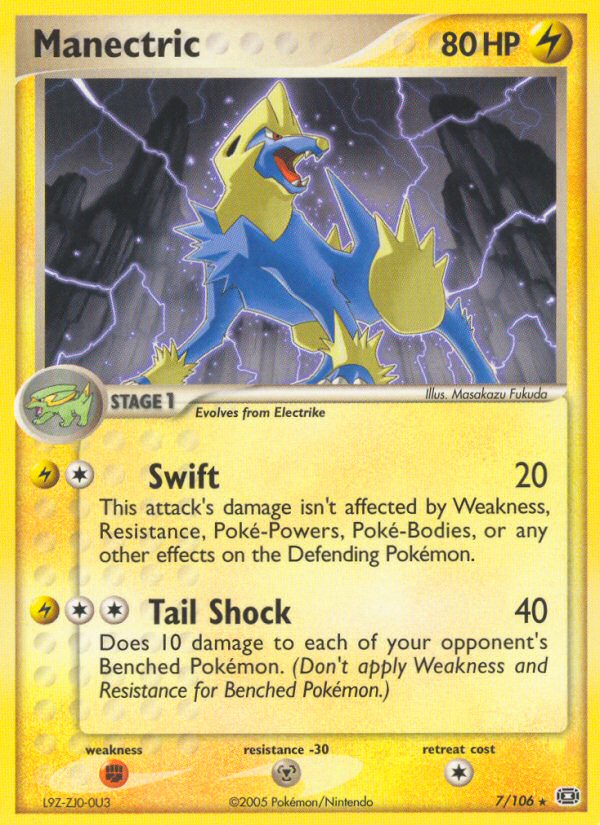 Manectric 80 HP
Illus. Masakazu Fukuda
STAGE 1
Evolves from Electrike
Swift 20
This attack's damage isn't affected by Weakness,
Resistance, Poké-Powers, Poké-Bodies, or any
other effects on the Defending Pokémon.
Tail Shock 40
Does 10 damage to each of your opponent's
Benched Pokémon. (Don't apply Weakness and
Resistance for Benched Pokémon.)
weakness resistance -30 retreat cost
L9Z-ZJ0-0U3 ©2005 Pokémon/Nintendo 7/106 ★